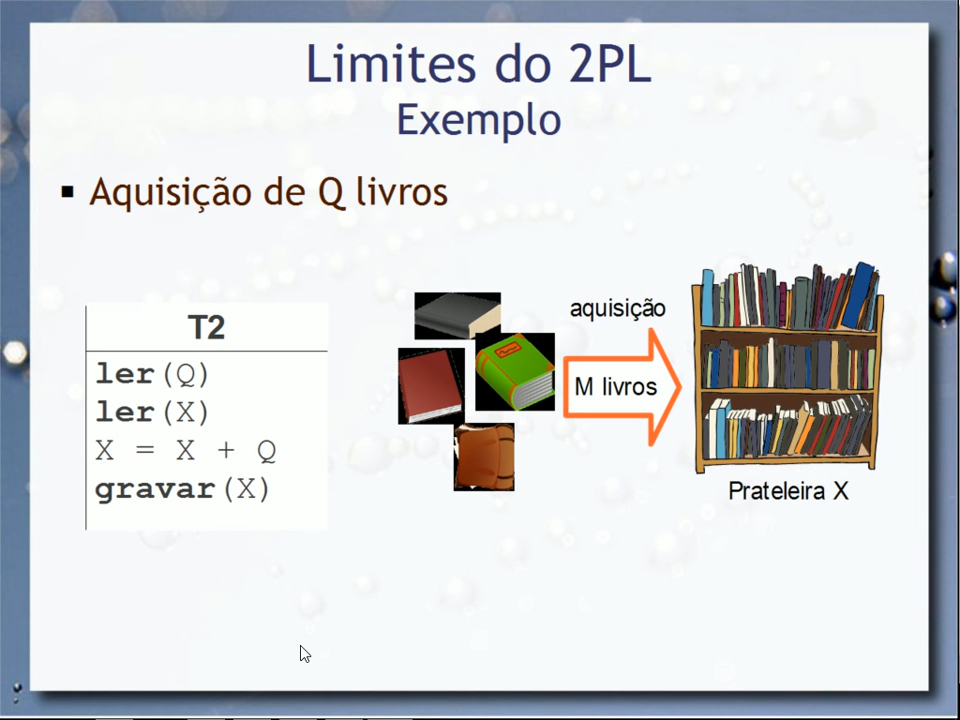 Limites do 2PL
Exemplo
▪ Aquisição de Q livros
T2
ler(Q)
ler(X)
X = X + Q
gravar(X)
aquisição
M livros
Prateleira X